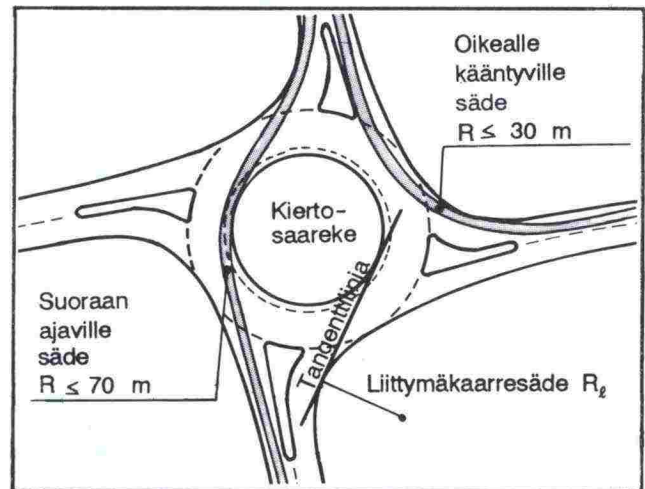 Oikealle
kääntyville
säde
R ≤ 30 m
Kierto-
saareke
Tangenttilinja
Suoraan
ajaville
säde
R ≤ 70 m
Liittymäkaarresäde Rℓ